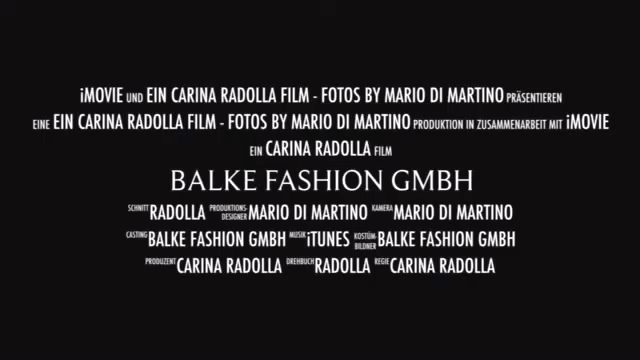 iMOVIE UND EIN CARINA RADOLLA FILM - FOTOS BY MARIO DI MARTINO PRÄSENTIEREN
EINE EIN CARINA RADOLLA FILM - FOTOS BY MARIO DI MARTINO PRODUKTION IN ZUSAMMENARBEIT MIT iMOVIE
EIN CARINA RADOLLA FILM
BALKE FASHION GMBH
SCHNITT RADOLLA PRODUKTIONS-DESIGNER MARIO DI MARTINO KAMERA MARIO DI MARTINO
CASTING BALKE FASHION GMBH MUSIK iTUNES KOSTÜM-BILDNER BALKE FASHION GMBH
PRODUZENT CARINA RADOLLA DREHBUCH RADOLLA REGIE CARINA RADOLLA